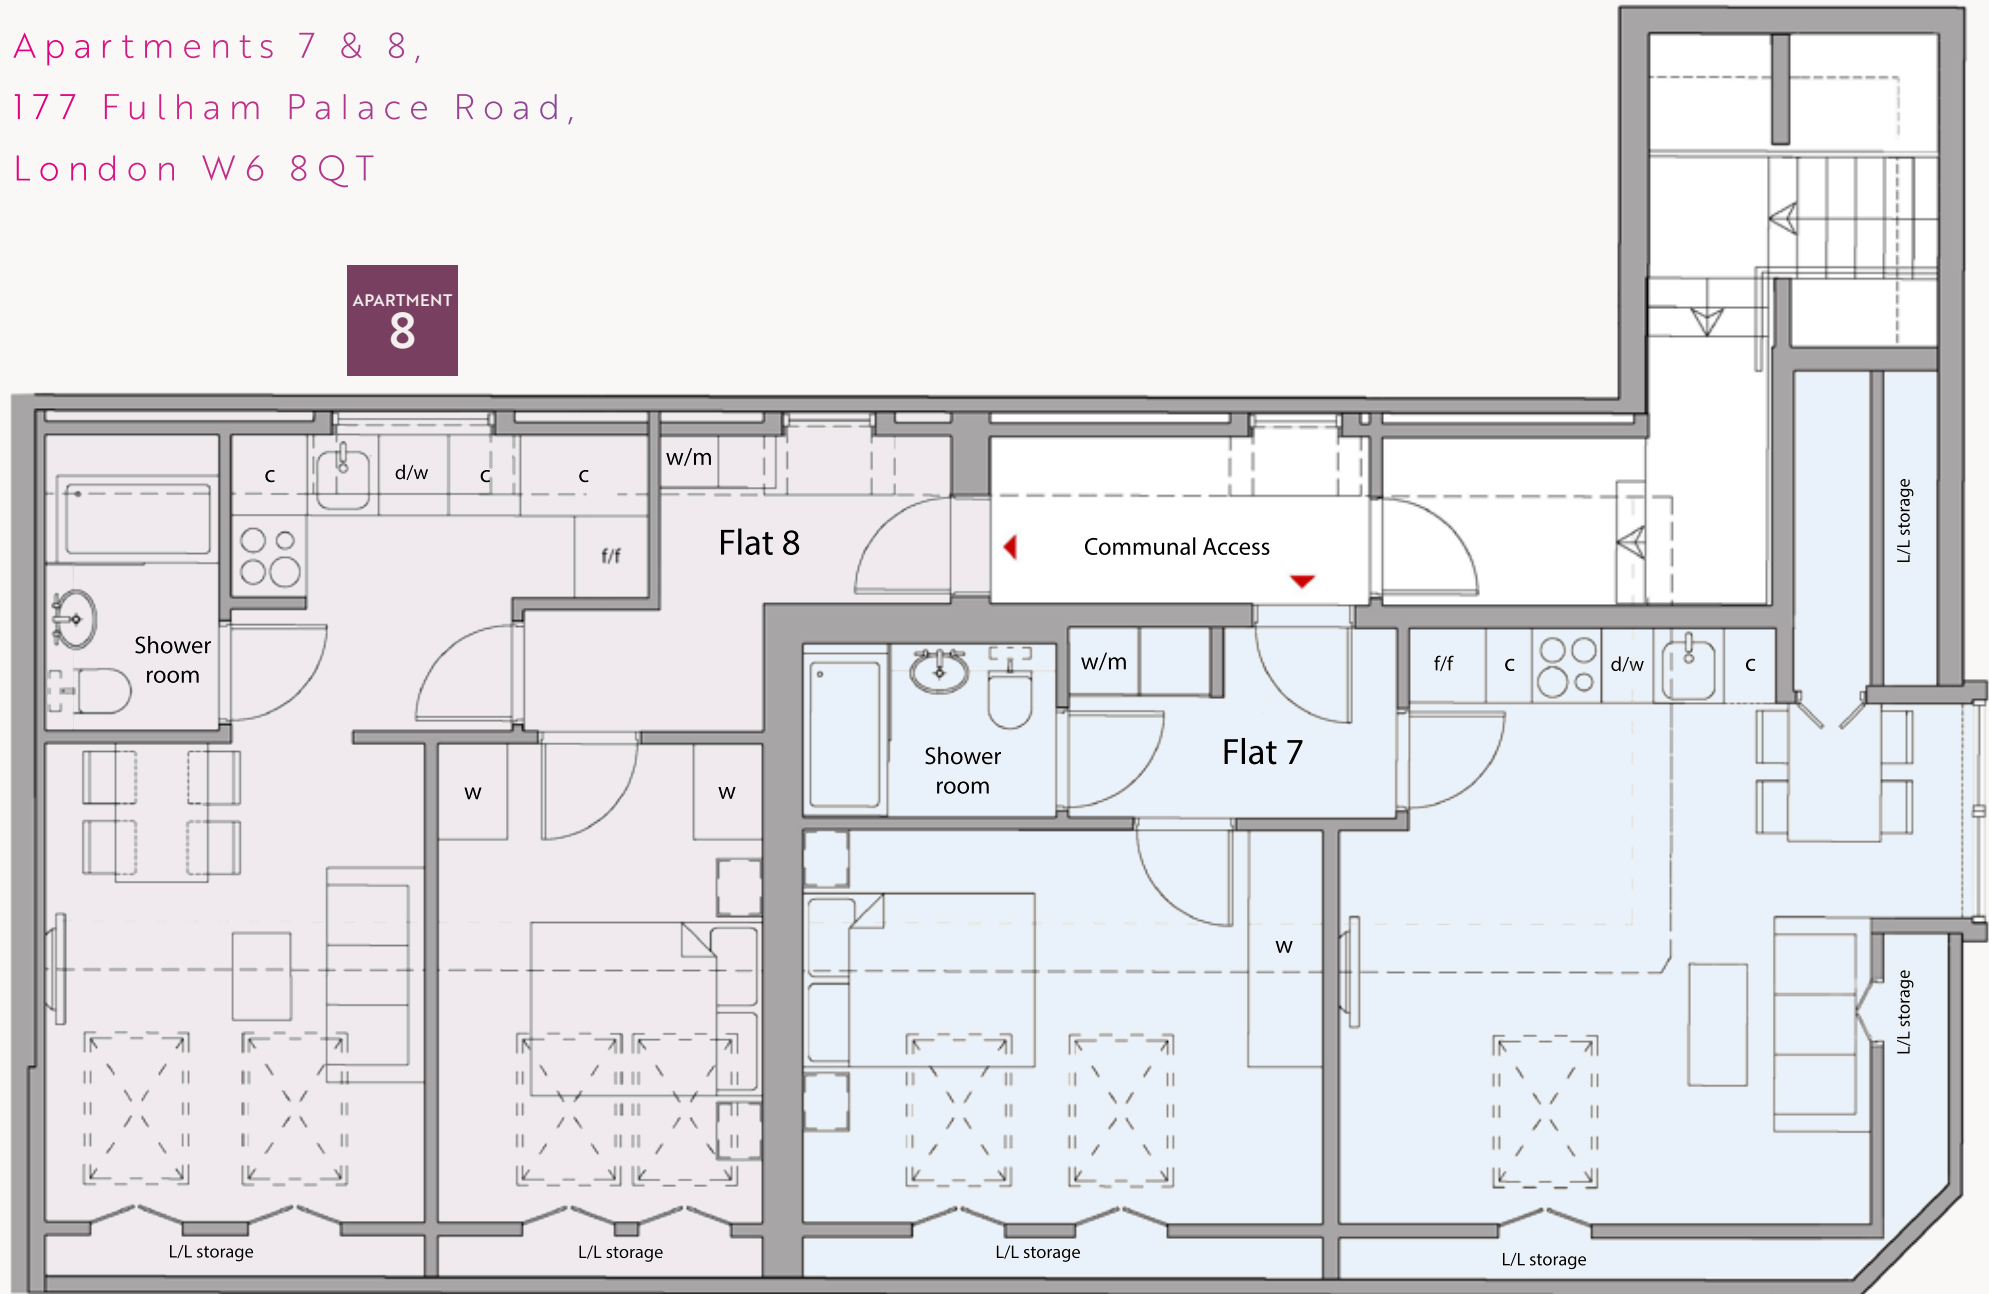 Apartments 7 & 8,
177 Fulham Palace Road,
London W6 8QT
APARTMENT
8
c
d/w
c
c
w/m
f/f
Flat 8
Communal Access
L/L storage
Shower
room
w/m
f/f
c
d/w
c
Flat 7
Shower
room
w
w
w
L/L storage
L/L storage
L/L storage
L/L storage
L/L storage